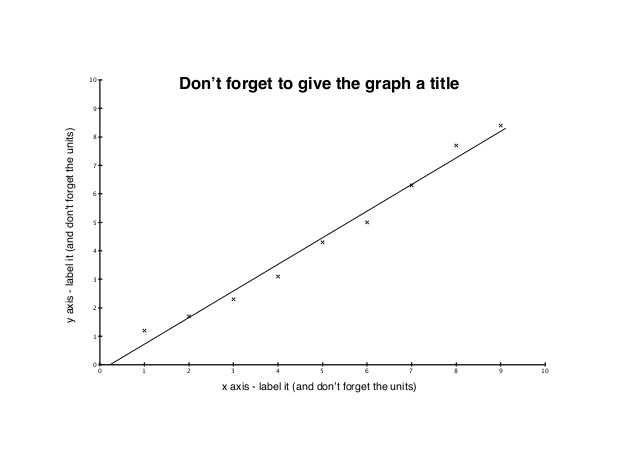 Don't forget to give the graph a title
10
9
8
7
6
5
4
3
2
1
0
y axis - label it (and don't forget the units)
0 1 2 3 4 5 6 7 8 9 10
x axis - label it (and don't forget the units)